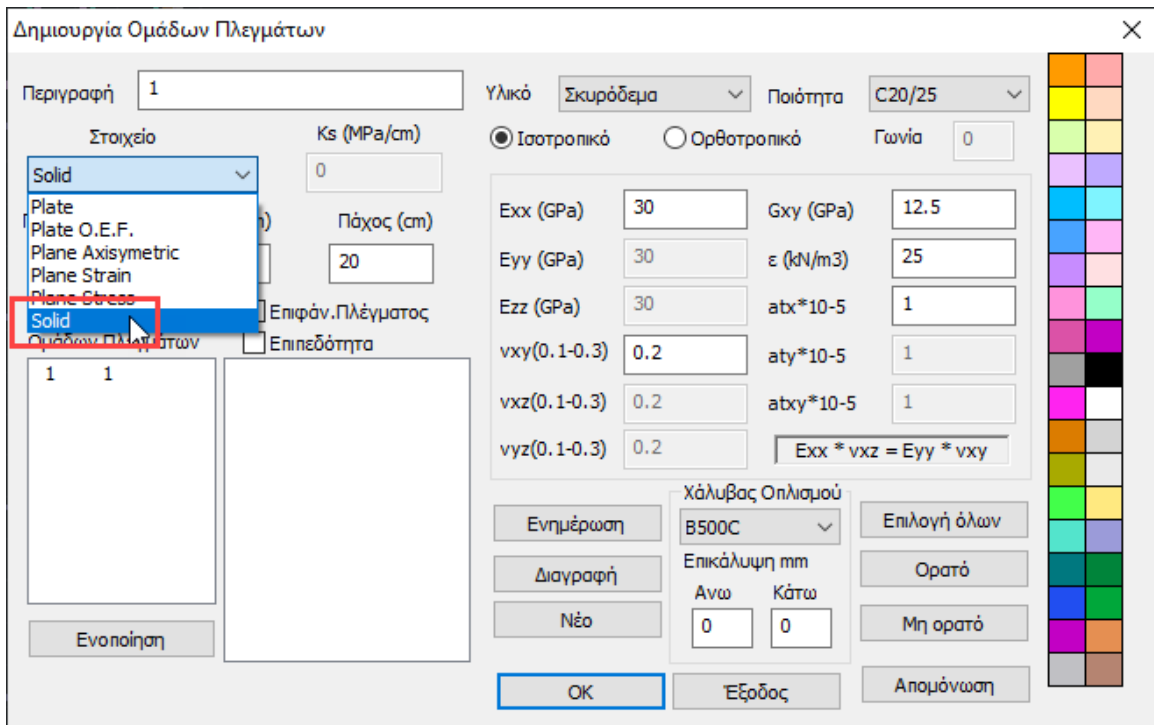 Δημιουργία Ομάδων Πλεγμάτων
Περιγραφή 1
Υλικό Σκυρόδεμα Ποιότητα C20/25
Στοιχείο Ks (MPa/cm)
Ισοτροπικό Ορθοτροπικό Γωνία 0
Solid 0
Plate
Plate O.E.F.
Plane Axisymetric
Plane Strain
Plane Stress
Solid
Πάχος (cm)
20
Επιφάν.Πλέγματος
Ομάδων Πλεγμάτων Επιπεδότητα
1 1
Ενοποίηση
Exx (GPa) 30 Gxy (GPa) 12.5
Eyy (GPa) 30 ε (kN/m3) 25
Ezz (GPa) 30 atx*10-5 1
vxy(0.1-0.3) 0.2 aty*10-5 1
vxz(0.1-0.3) 0.2 atxy*10-5 1
vyz(0.1-0.3) 0.2 Exx * vxz = Eyy * vxy
Ενημέρωση
Διαγραφή
Νέο
Χάλυβας Οπλισμού
B500C
Επικάλυψη mm
Ανω Κάτω
0 0
Επιλογή όλων
Ορατό
Μη ορατό
Απομόνωση
OK Έξοδος